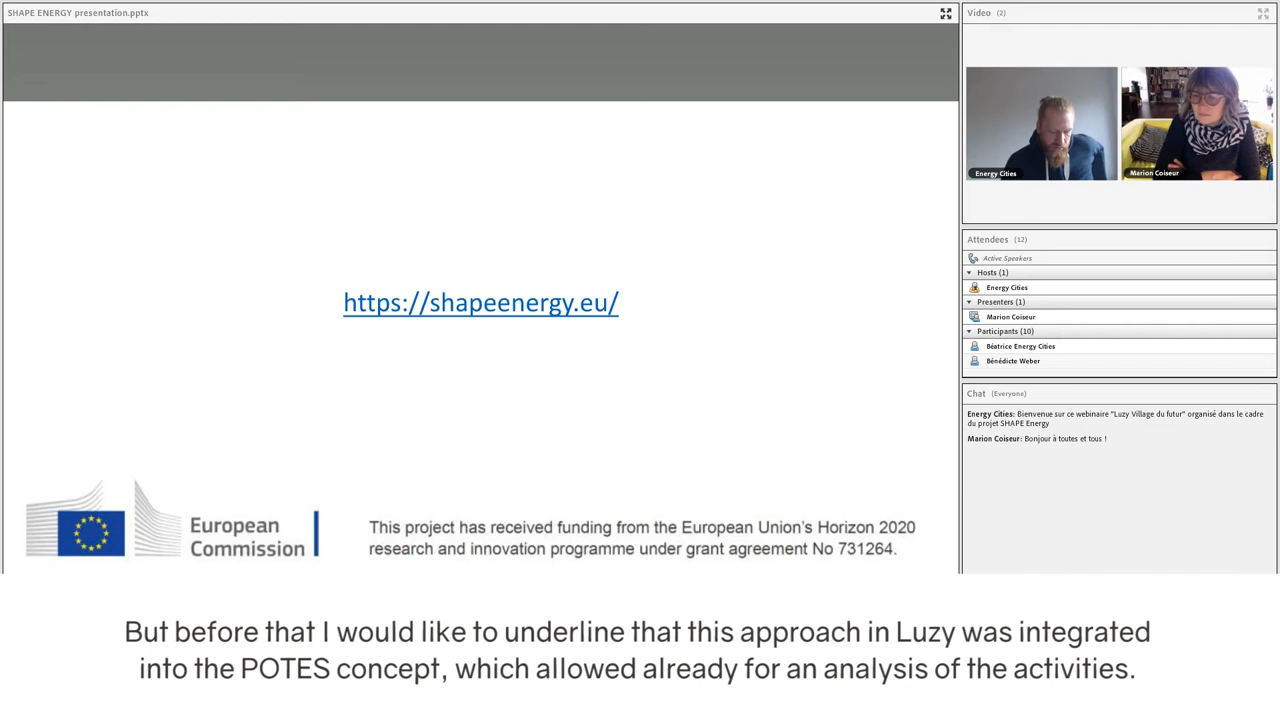 SHAPE ENERGY presentation.pptx
https://shapeenergy.eu/
European
Commission
This project has received funding from the European Union's Horizon 2020
research and innovation programme under grant agreement No 731264.
Video (2)
Energy Cities
Marion Coiseur
Attendees (12)
Active Speakers
Hosts (1)
Energy Cities
Presenters (1)
Marion Coiseur
Participants (10)
Béatrice Energy Cities
Bénédicte Weber
Chat (Everyone)
Energy Cities: Bienvenue sur ce webinaire "Luzy Village du futur" organisé dans le cadre
du projet SHAPE Energy
Marion Coiseur: Bonjour à toutes et tous !
But before that I would like to underline that this approach in Luzy was integrated
into the POTES concept, which allowed already for an analysis of the activities.